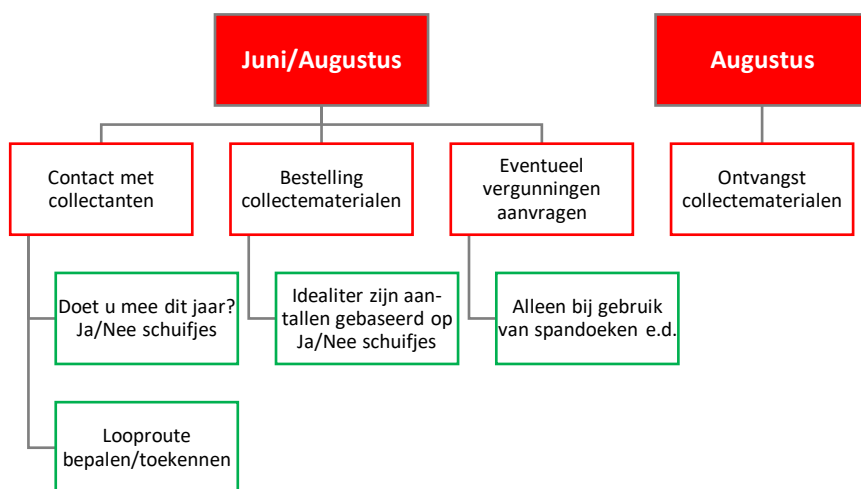 Juni/Augustus
Augustus
Contact met
collectanten
Bestelling
collectematerialen
Eventueel
vergunningen
aanvragen
Ontvangst
collectematerialen
Doet u mee dit jaar?
Ja/Nee schuifjes
Idealiter zijn aan-
tallen gebaseerd op
Ja/Nee schuifjes
Alleen bij gebruik
van spandoeken e.d.
Looproute
bepalen/toekennen